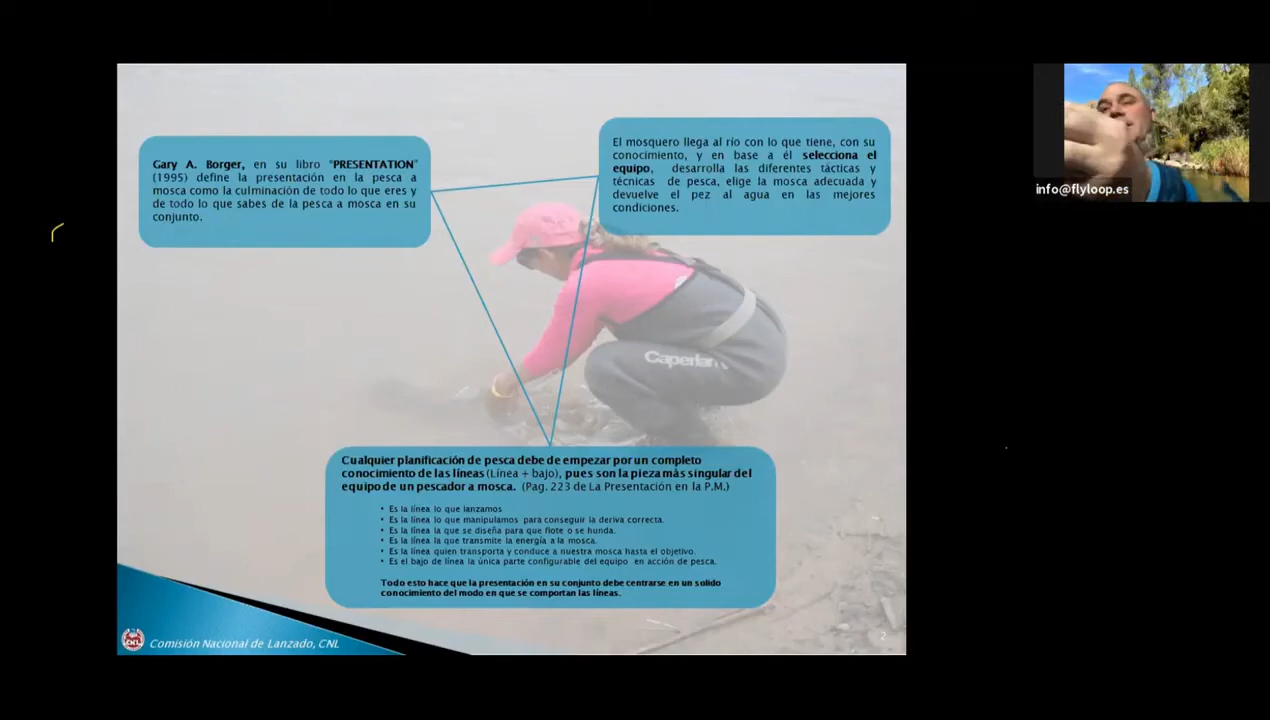 Gary A. Borger, en su libro "PRESENTATION"
(1995) define la presentación en la pesca a
mosca como la culminación de todo lo que eres y
de todo lo que sabes de la pesca a mosca en su
conjunto.
El mosquero llega al río con lo que tiene, con su
conocimiento, y en base a él selecciona el
equipo, desarrolla las diferentes tácticas y
técnicas de pesca, elige la mosca adecuada y
devuelve el pez al agua en las mejores
condiciones.
info@flyloop.es
Caperlan
Cualquier planificación de pesca debe de empezar por un completo
conocimiento de las líneas (Línea + bajo), pues son la pieza más singular del
equipo de un pescador a mosca. (Pag. 223 de La Presentación en la P.M.)
• Es la línea lo que lanzamos
• Es la línea lo que manipulamos para conseguir la deriva correcta.
• Es la línea la que se diseña para que flote o se hunda.
• Es la línea la que transmite la energía a la mosca.
• Es la línea quien transporta y conduce a nuestra mosca hasta el objetivo.
• Es el bajo de línea la única parte configurable del equipo en acción de pesca.
Todo esto hace que la presentación en su conjunto debe centrarse en un solido
conocimiento del modo en que se comportan las líneas.
CNL
Comisión Nacional de Lanzado, CNL
2